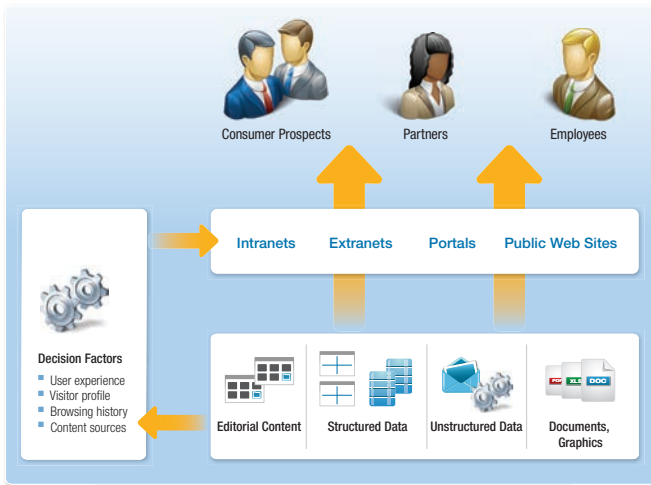 Consumer Prospects
Partners
Employees
Intranets
Extranets
Portals
Public Web Sites
Decision Factors
User experience
Visitor profile
Browsing history
Content sources
Editorial Content
Structured Data
Unstructured Data
PDF
XLS
DOC
Documents,
Graphics